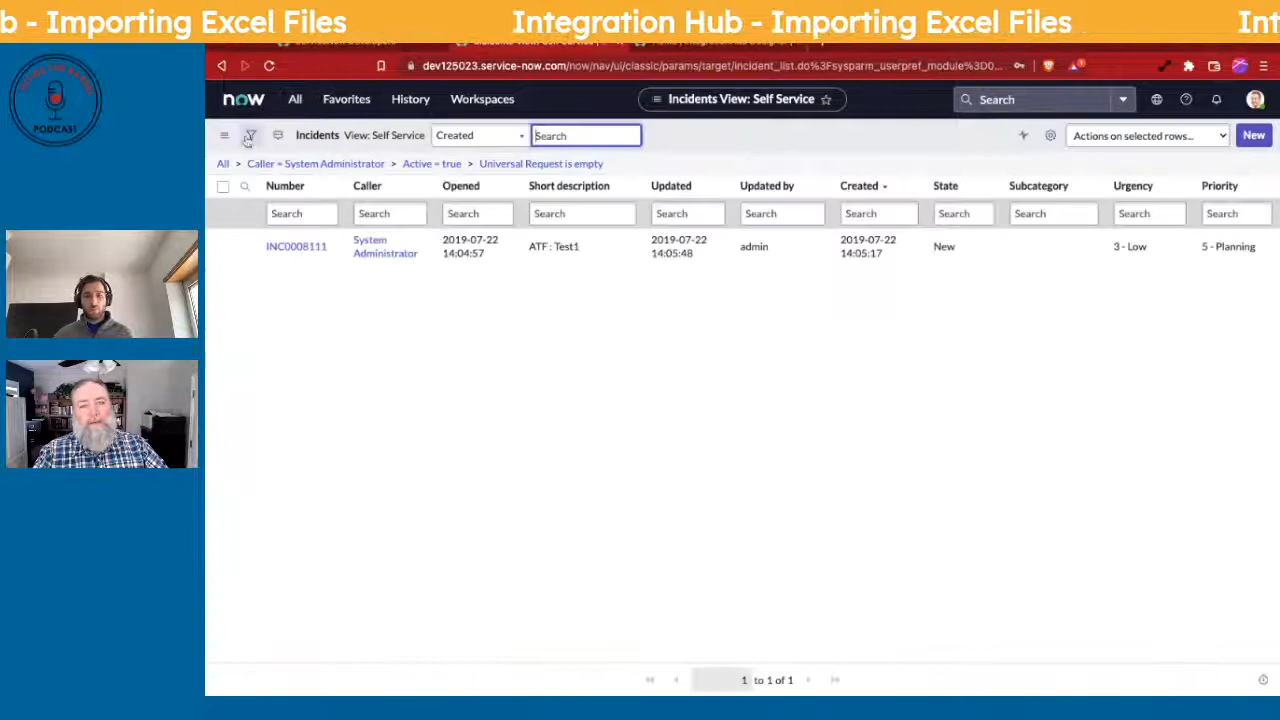 b - Importing Excel Files Integration Hub - Importing Excel Files Int
PODCAST
dev125023.service-now.com/now/nav/ui/classic/params/target/incident_list.do%3Fsysparm_userpref_module%3D0...
now All Favorites History Workspaces Incidents View: Self Service Search
Incidents View: Self Service Created Search Actions on selected rows... New
All > Caller = System Administrator > Active = true > Universal Request is empty
Number Caller Opened Short description Updated Updated by Created State Subcategory Urgency Priority
Search Search Search Search Search Search Search Search Search Search Search
INC0008111 System Administrator 2019-07-22 14:04:57 ATF : Test1 2019-07-22 14:05:48 admin 2019-07-22 14:05:17 New 3 - Low 5 - Planning
1 to 1 of 1